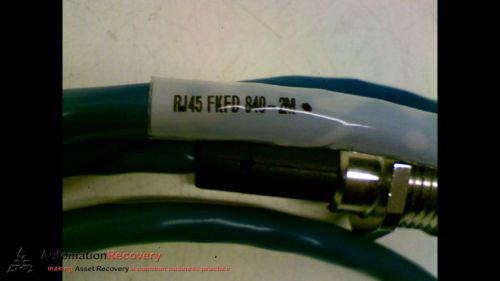 RJ45 FKFD 840-2M
AutomationRecovery
making Asset Recovery a common business practice